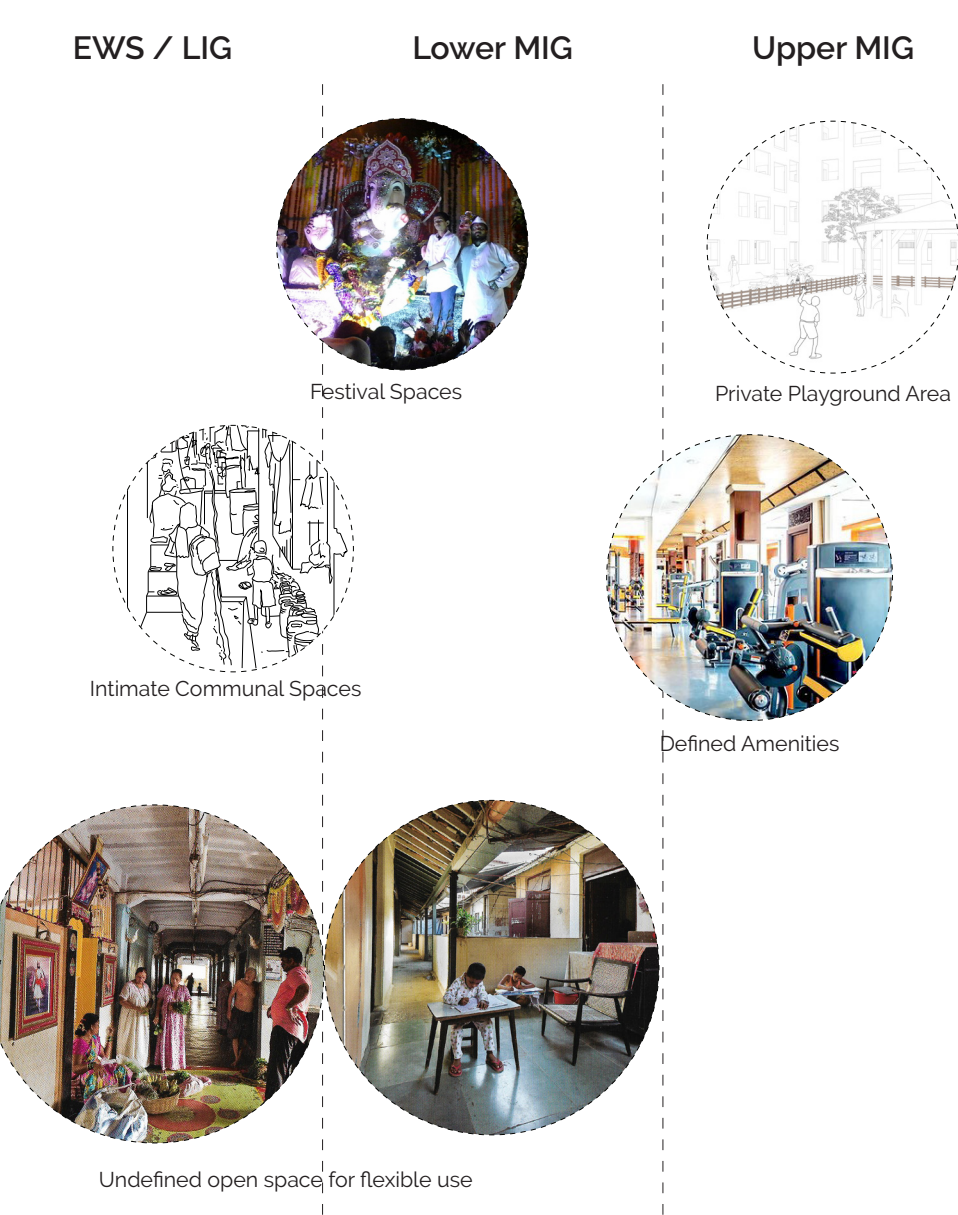 EWS / LIG
Lower MIG
Upper MIG
Festival Spaces
Private Playground Area
Intimate Communal Spaces
Defined Amenities
Undefined open space for flexible use